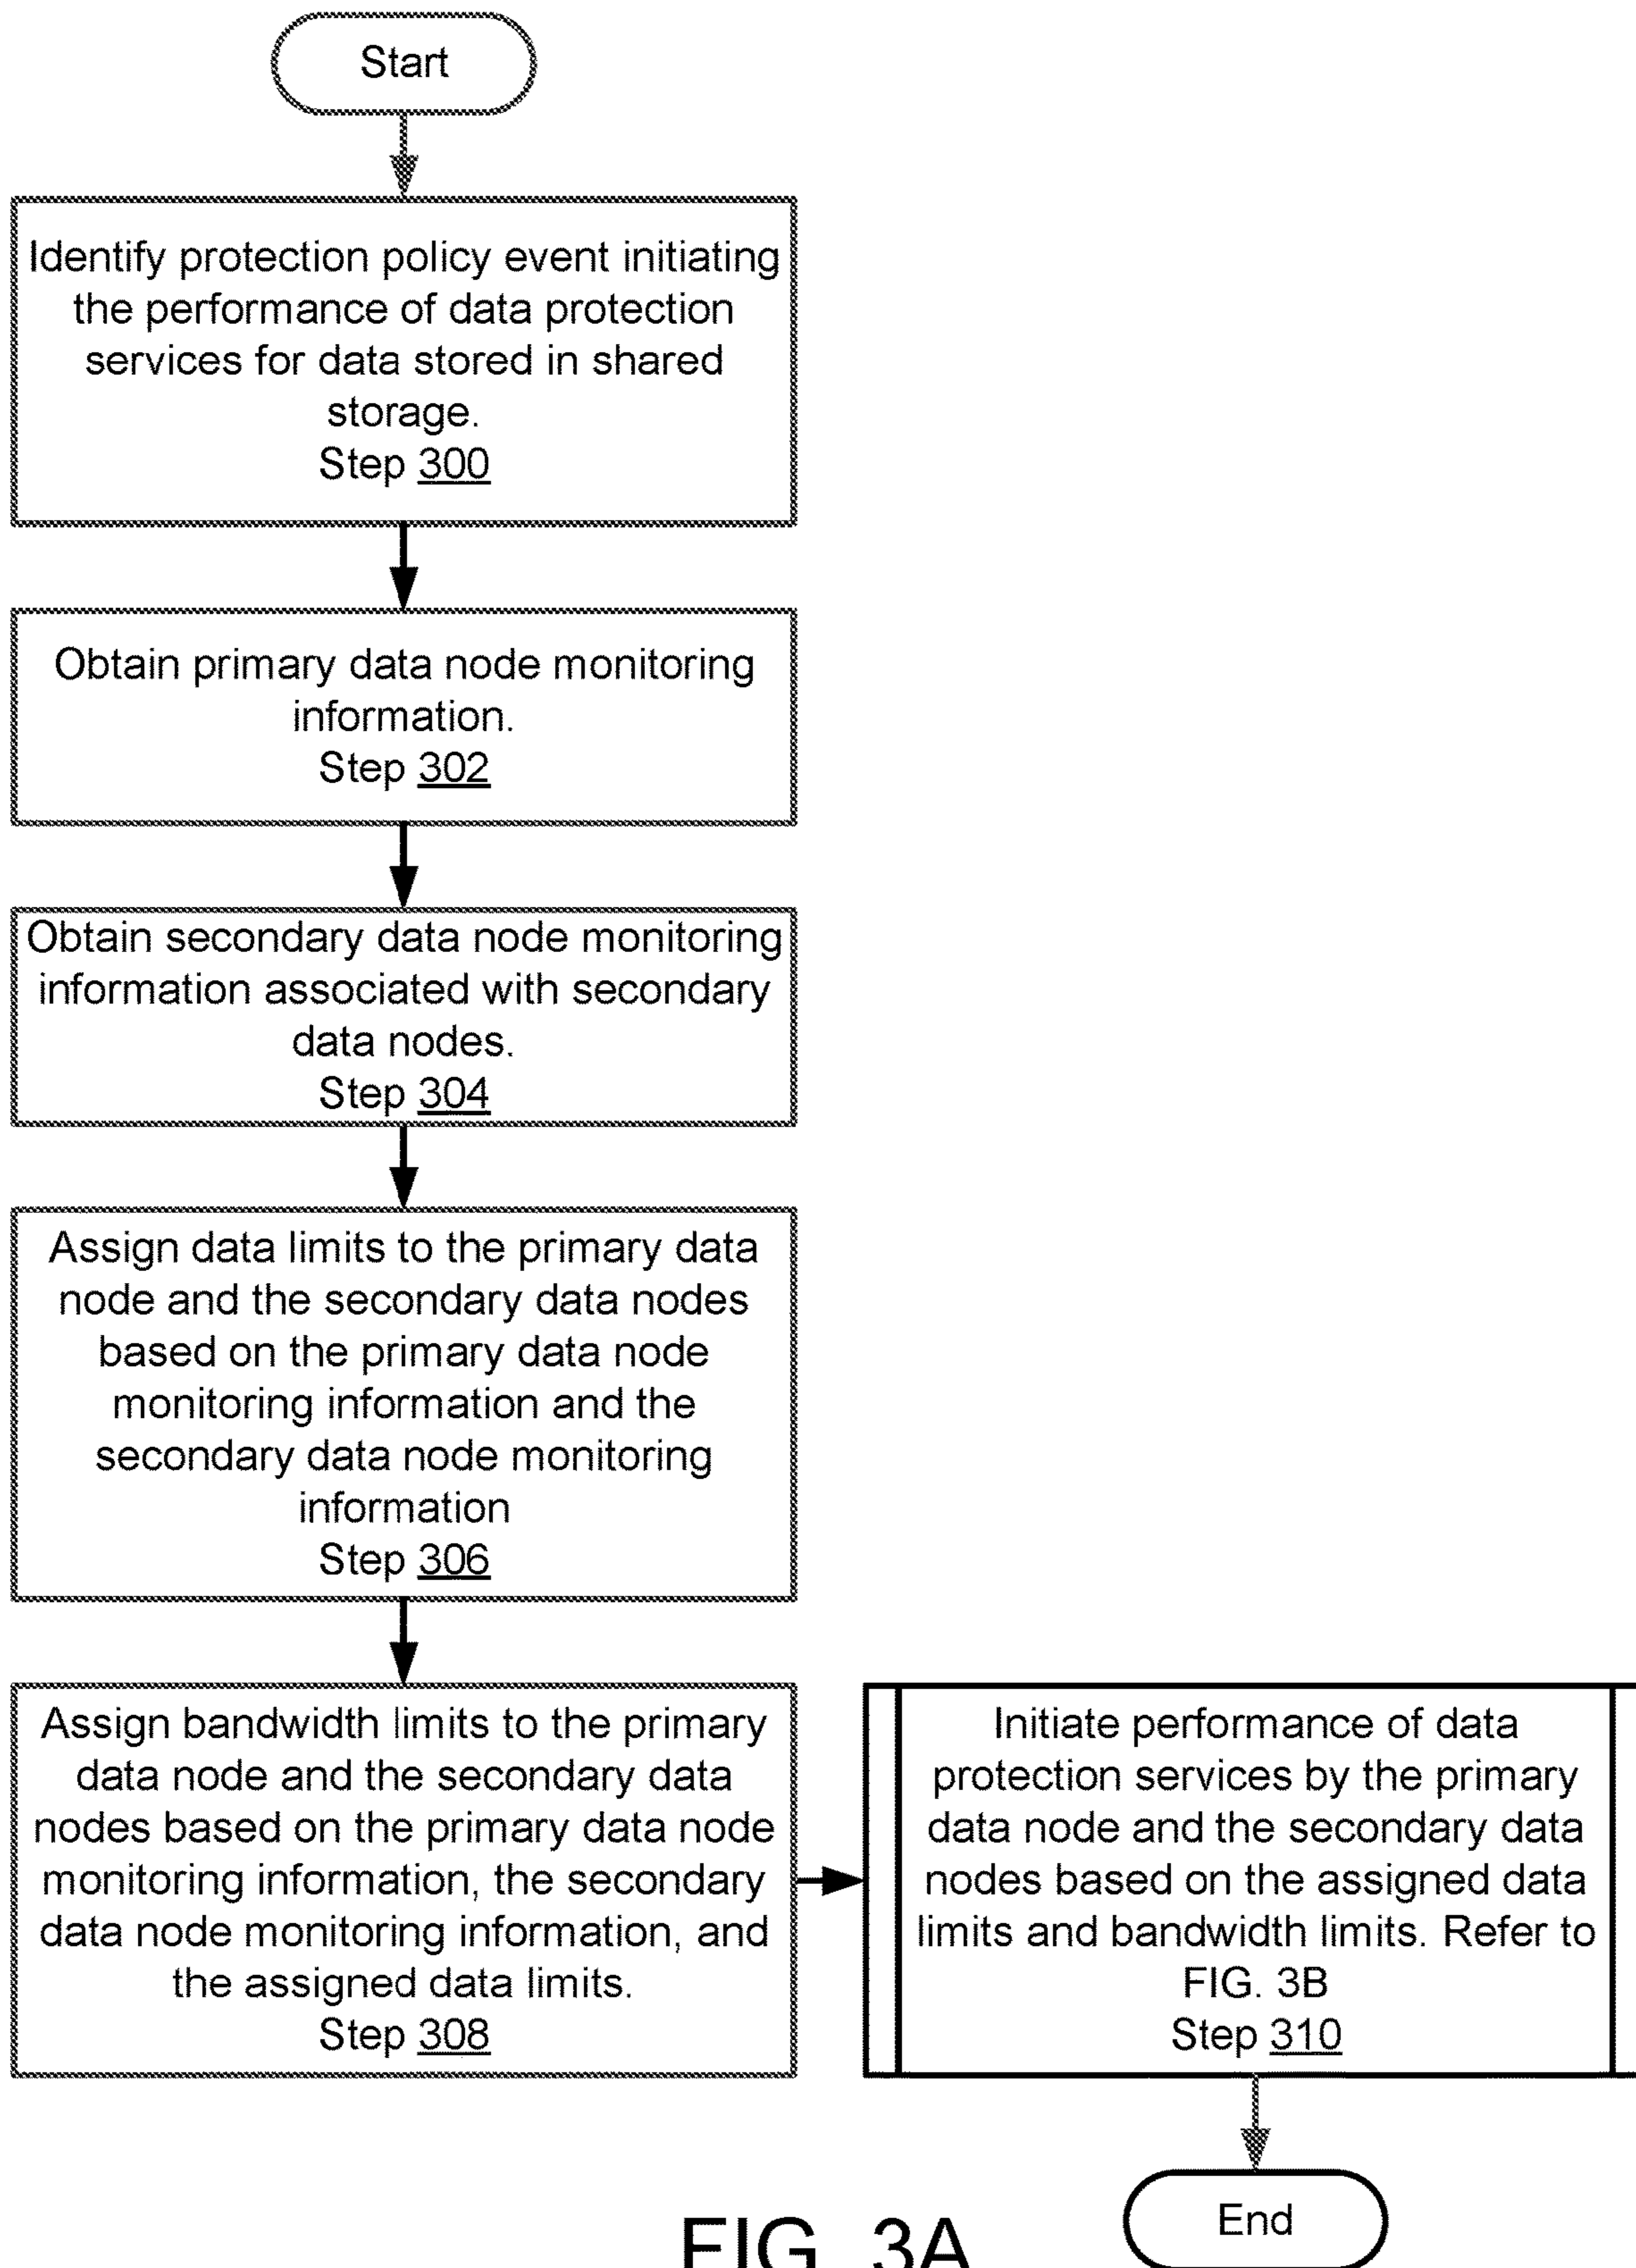 Start
Identify protection policy event initiating
the performance of data protection
services for data stored in shared
storage.
Step 300
Obtain primary data node monitoring
information.
Step 302
Obtain secondary data node monitoring
information associated with secondary
data nodes.
Step 304
Assign data limits to the primary data
node and the secondary data nodes
based on the primary data node
monitoring information and the
secondary data node monitoring
information
Step 306
Assign bandwidth limits to the primary
data node and the secondary data
nodes based on the primary data node
monitoring information, the secondary
data node monitoring information, and
the assigned data limits.
Step 308
Initiate performance of data
protection services by the primary
data node and the secondary data
nodes based on the assigned data
limits and bandwidth limits. Refer to
FIG. 3B
Step 310
End
FIG. 3A